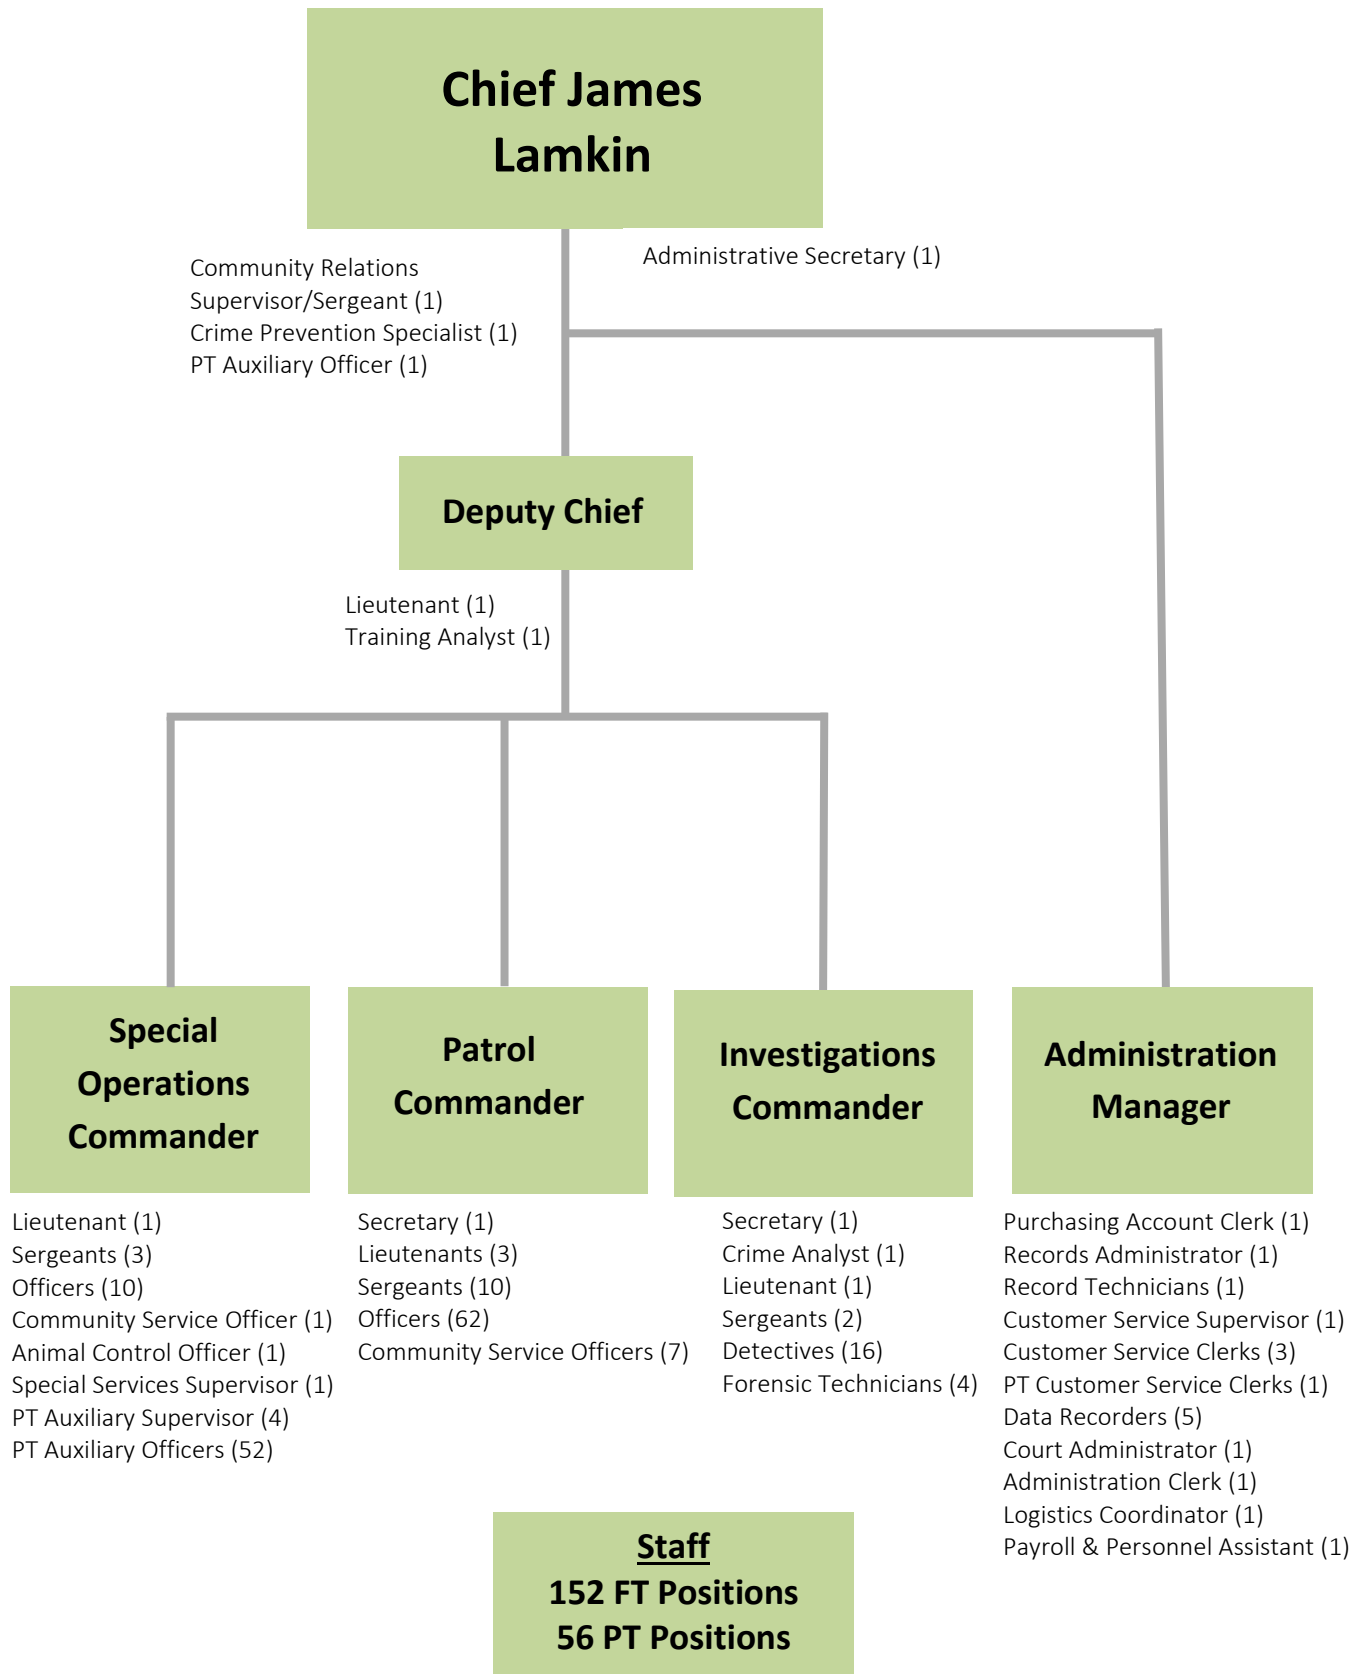 Chief James
Lamkin
Community Relations
Supervisor/Sergeant (1)
Crime Prevention Specialist (1)
PT Auxiliary Officer (1)
Administrative Secretary (1)
Deputy Chief
Lieutenant (1)
Training Analyst (1)
Special
Operations
Commander
Lieutenant (1)
Sergeants (3)
Officers (10)
Community Service Officer (1)
Animal Control Officer (1)
Special Services Supervisor (1)
PT Auxiliary Supervisor (4)
PT Auxiliary Officers (52)
Patrol
Commander
Secretary (1)
Lieutenants (3)
Sergeants (10)
Officers (62)
Community Service Officers (7)
Investigations
Commander
Secretary (1)
Crime Analyst (1)
Lieutenant (1)
Sergeants (2)
Detectives (16)
Forensic Technicians (4)
Administration
Manager
Purchasing Account Clerk (1)
Records Administrator (1)
Record Technicians (1)
Customer Service Supervisor (1)
Customer Service Clerks (3)
PT Customer Service Clerks (1)
Data Recorders (5)
Court Administrator (1)
Administration Clerk (1)
Logistics Coordinator (1)
Payroll & Personnel Assistant (1)
Staff
152 FT Positions
56 PT Positions